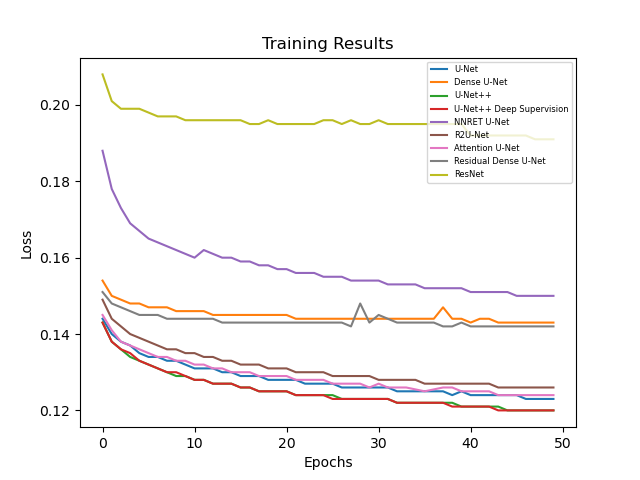 Training Results
U-Net
Dense U-Net
U-Net++
U-Net++ Deep Supervision
NNRET U-Net
R2U-Net
Attention U-Net
Residual Dense U-Net
ResNet
0.20
0.18
0.16
0.14
0.12
Loss
0 10 20 30 40 50
Epochs